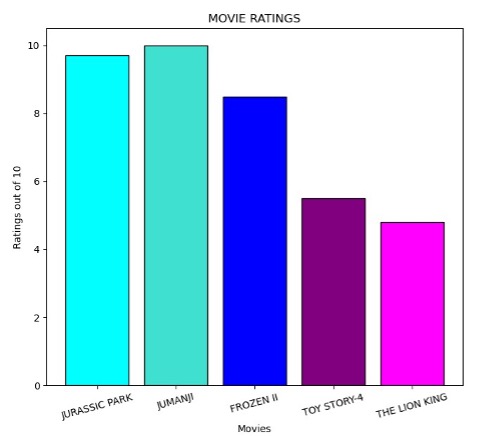 MOVIE RATINGS
Ratings out of 10
10
8
6
4
2
0
JURASSIC PARK
JUMANJI
FROZEN II
TOY STORY-4
THE LION KING
Movies